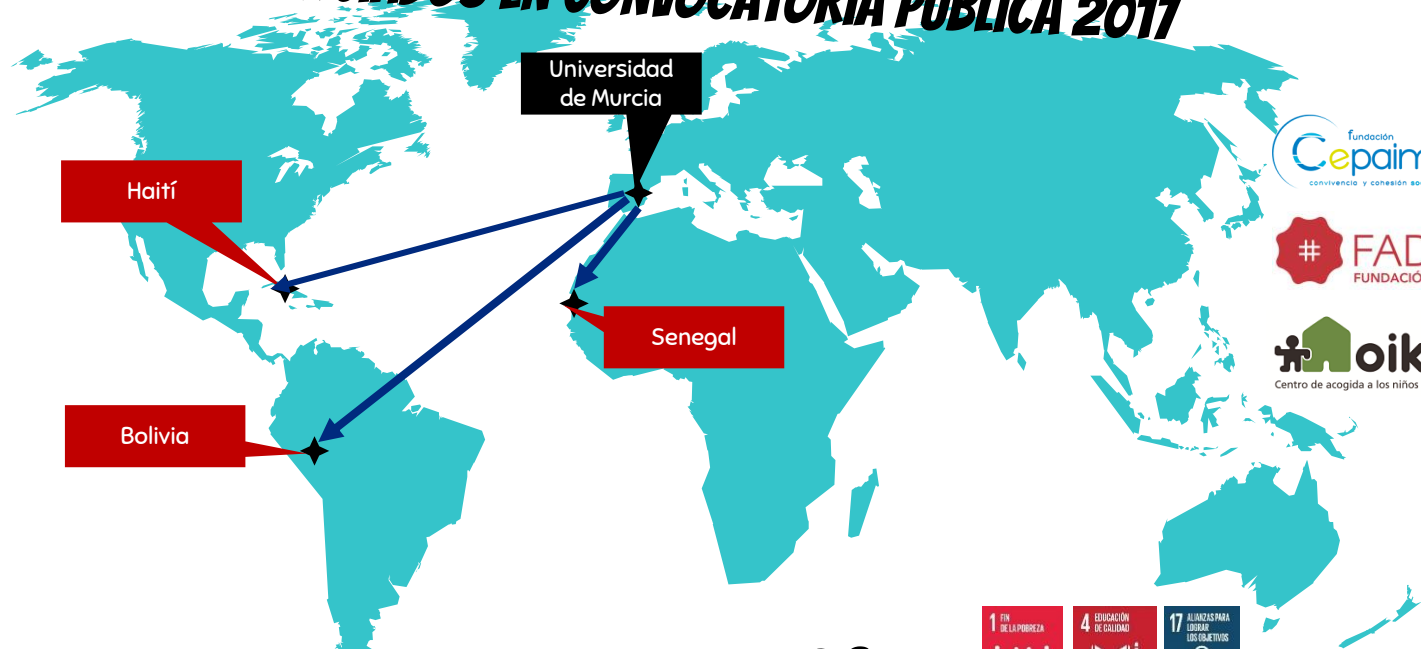 EN CONVOCATORIA PÚBLICA 2017
Universidad
de Murcia
Haití
Senegal
Bolivia
fundación
Cepaim
convivencia y cohesión
FAD
FUNDACIÓ
oik
Centro de acogida a los niños
1 FIN
DE LA POBREZA
4 EDUCACIÓN
DE CALIDAD
17 ALIANZAS PARA
LOGRAR
LOS OBJETIVOS